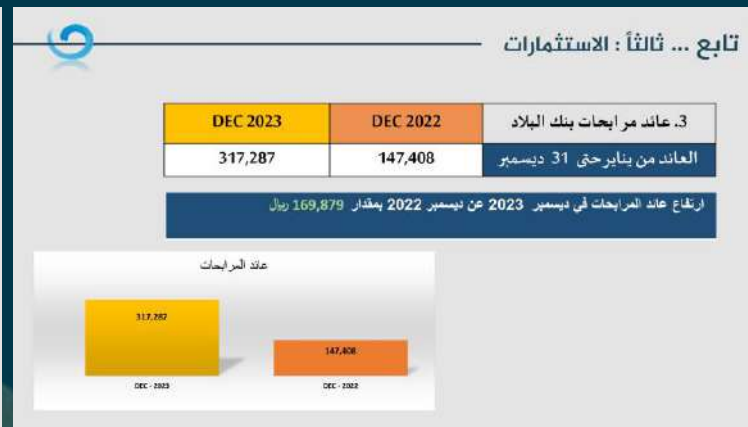 تابع ... ثالثاً : الاستثمارات
3. عائد مرابحات بنك البلاد DEC 2022 DEC 2023
العائد من يناير حتى 31 ديسمبر 147,408 317,287
ارتفاع عائد المرابحات في ديسمبر 2023 عن ديسمبر 2022 بمقدار 169,879 ريال
عائد المرابحات
317,287
147,408
DEC - 2023 DEC - 2022